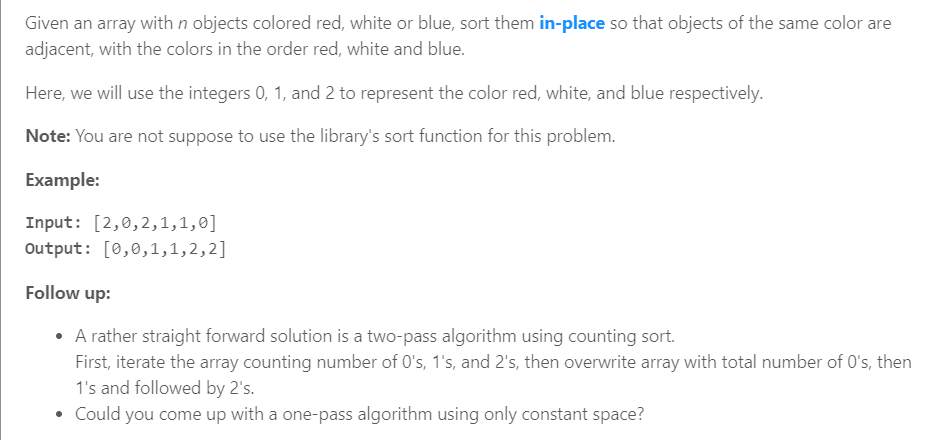 Given an array with n objects colored red, white or blue, sort them in-place so that objects of the same color are
adjacent, with the colors in the order red, white and blue.
Here, we will use the integers 0, 1, and 2 to represent the color red, white, and blue respectively.
Note: You are not suppose to use the library's sort function for this problem.
Example:
Input: [2,0,2,1,1,0]
Output: [0,0,1,1,2,2]
Follow up:
• A rather straight forward solution is a two-pass algorithm using counting sort.
First, iterate the array counting number of 0's, 1's, and 2's, then overwrite array with total number of 0's, then
1's and followed by 2's.
• Could you come up with a one-pass algorithm using only constant space?